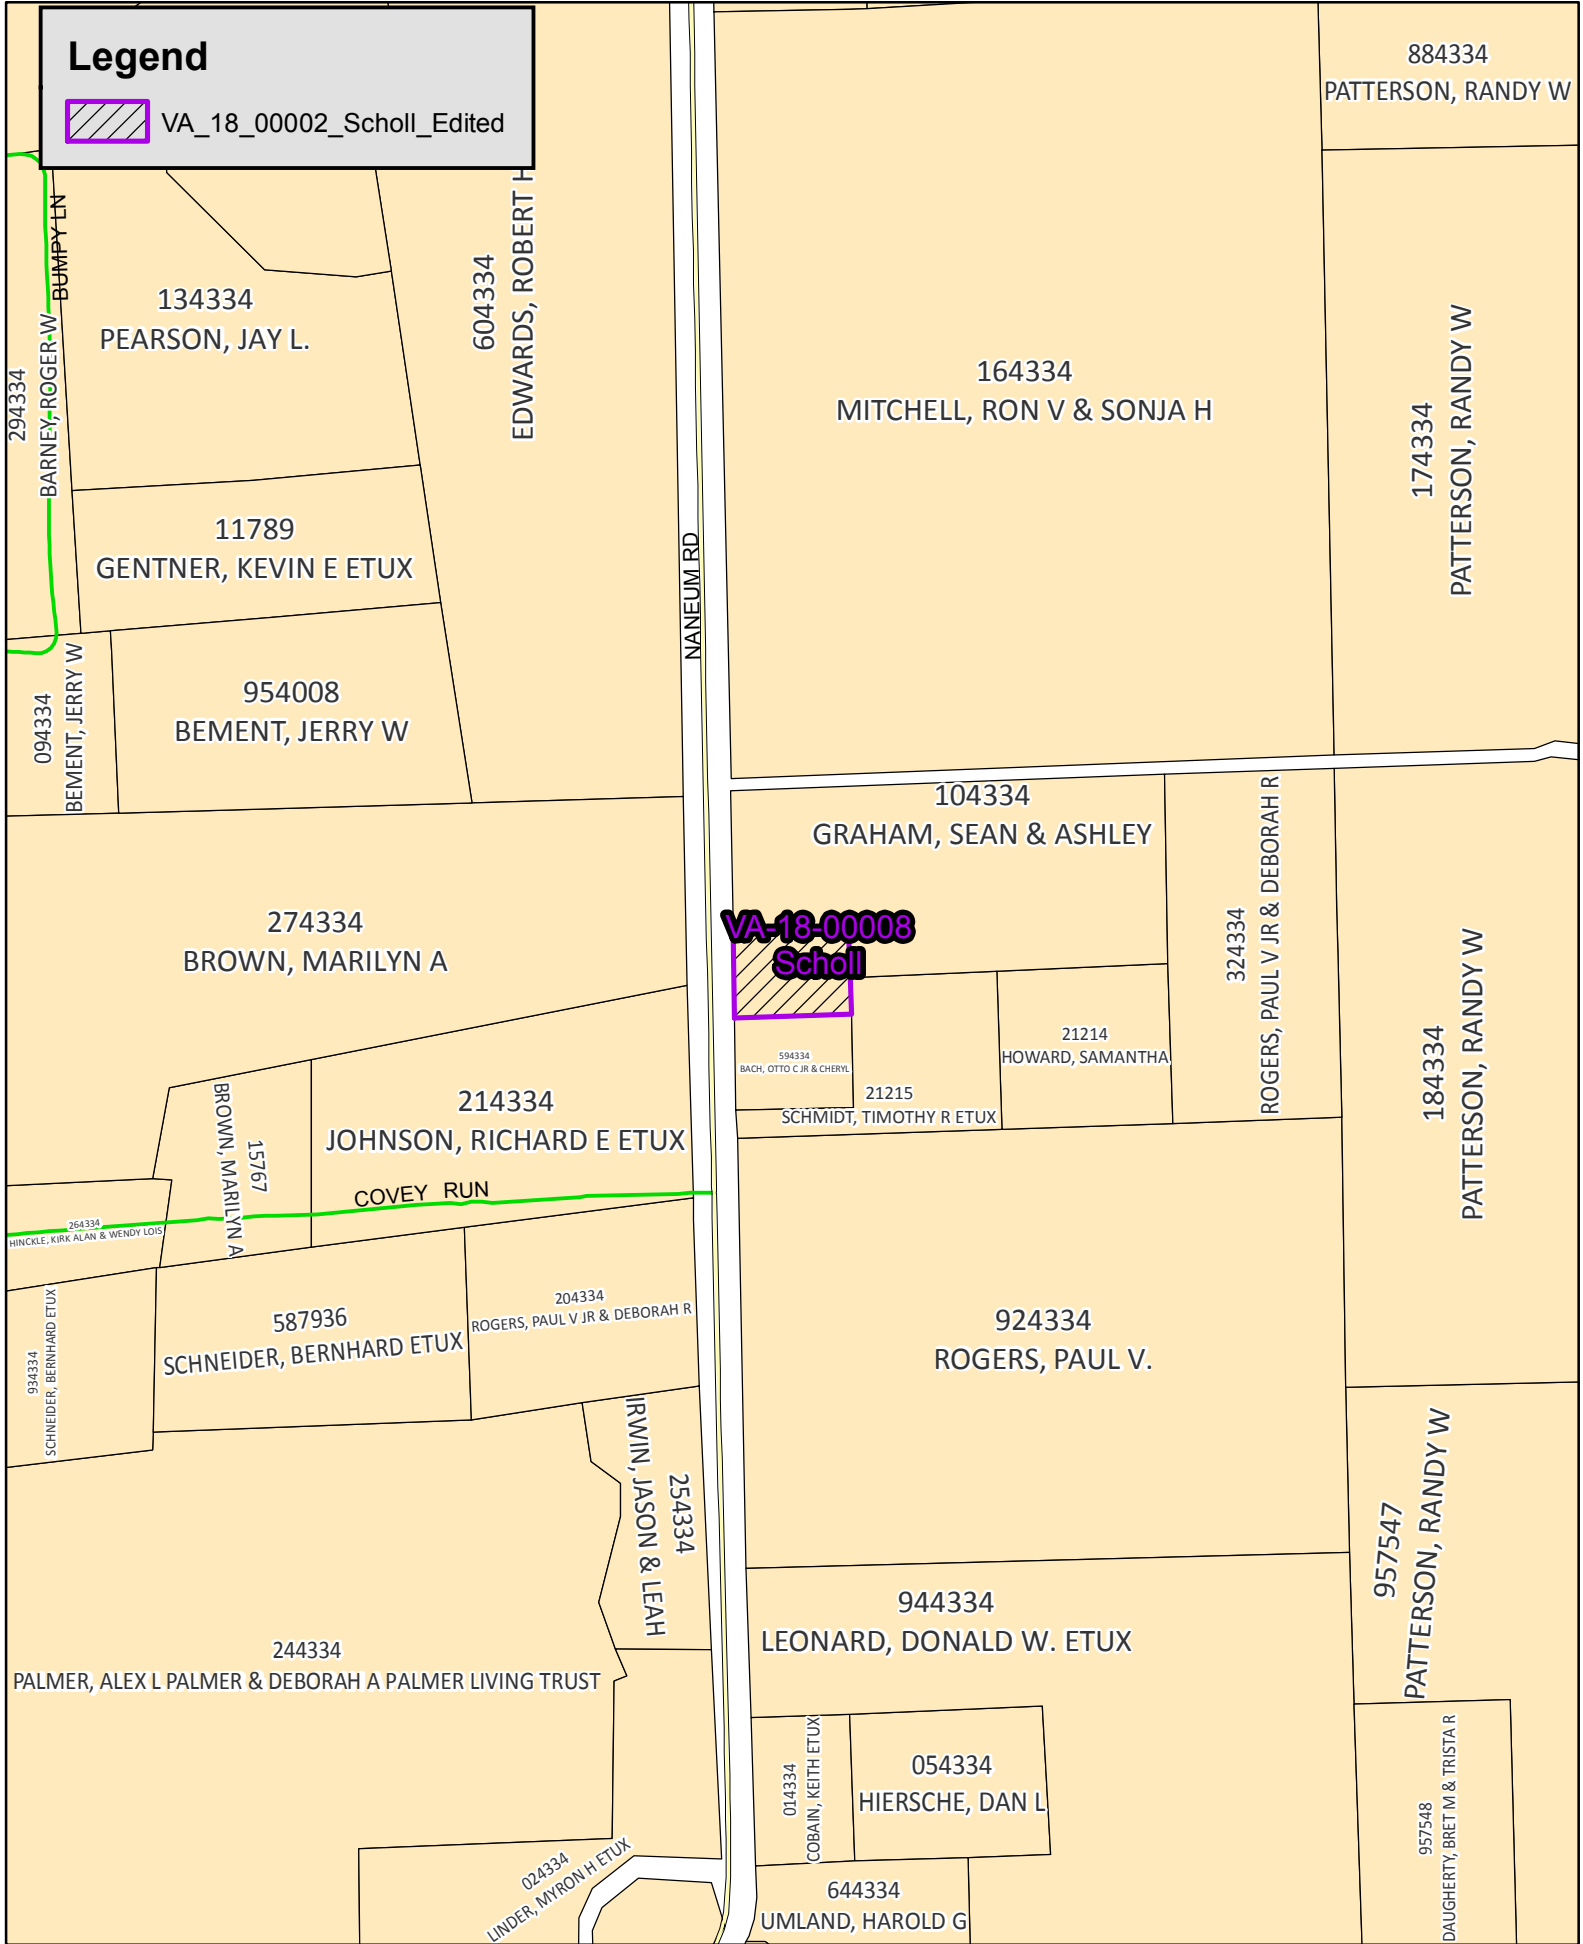 Legend
VA_18_00002_Scholl_Edited
884334
PATTERSON, RANDY W
BUMPY LN
294334
BARNEY, ROGER W
134334
PEARSON, JAY L.
604334
EDWARDS, ROBERT H
164334
MITCHELL, RON V & SONJA H
174334
PATTERSON, RANDY W
11789
GENTNER, KEVIN E ETUX
NANEUM RD
094334
BEMENT, JERRY W
954008
BEMENT, JERRY W
104334
GRAHAM, SEAN & ASHLEY
324334
ROGERS, PAUL V JR & DEBORAH R
274334
BROWN, MARILYN A
VA-18-00008
Scholl
184334
PATTERSON, RANDY W
594334
BACH, OTTO C JR & CHERYL
21214
HOWARD, SAMANTHA
21215
SCHMIDT, TIMOTHY R ETUX
15767
BROWN, MARILYN A
214334
JOHNSON, RICHARD E ETUX
COVEY RUN
264334
HINCKLE, KIRK ALAN & WENDY LOIS
934334
SCHNEIDER, BERNHARD ETUX
587936
SCHNEIDER, BERNHARD ETUX
204334
ROGERS, PAUL V JR & DEBORAH R
924334
ROGERS, PAUL V.
254334
IRWIN, JASON & LEAH
957547
PATTERSON, RANDY W
944334
LEONARD, DONALD W. ETUX
244334
PALMER, ALEX L PALMER & DEBORAH A PALMER LIVING TRUST
014334
COBAIN, KEITH ETUX
054334
HIERSCHE, DAN L
957548
DAUGHERTY, BRET M & TRISTA R
024334
LINDER, MYRON H ETUX
644334
UMLAND, HAROLD G